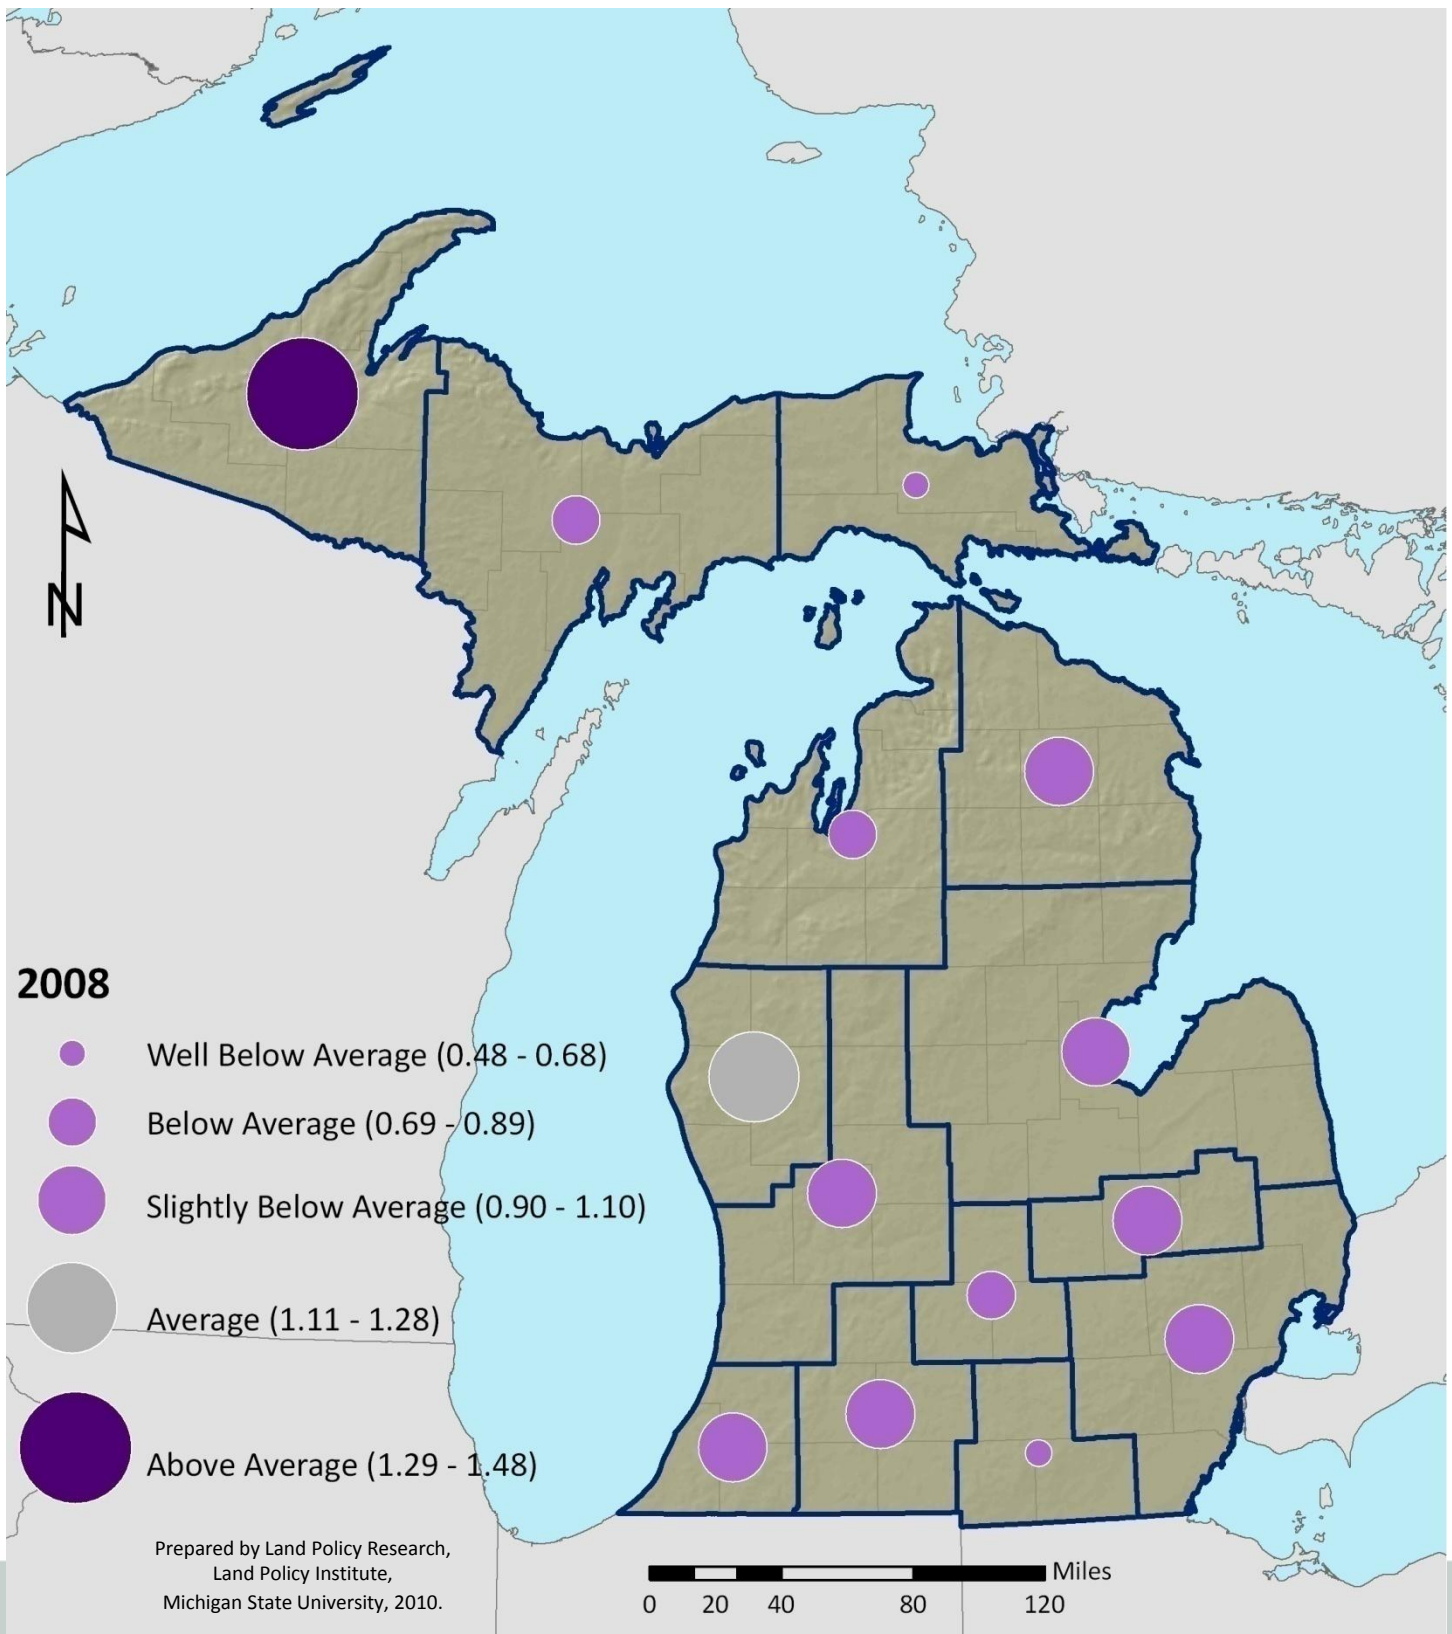 N
2008
Well Below Average (0.48 - 0.68)
Below Average (0.69 - 0.89)
Slightly Below Average (0.90 - 1.10)
Average (1.11 - 1.28)
Above Average (1.29 - 1.48)
Prepared by Land Policy Research,
Land Policy Institute,
Michigan State University, 2010.
Miles
0 20 40 80 120